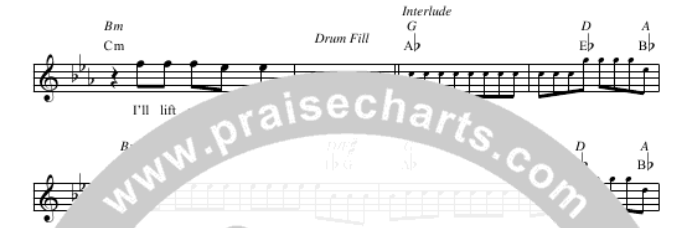 Interlude
Bm G D A
Drum Fill
Cm A♭ E♭ B♭
I'll lift
www.praisecharts.com
D A
B♭